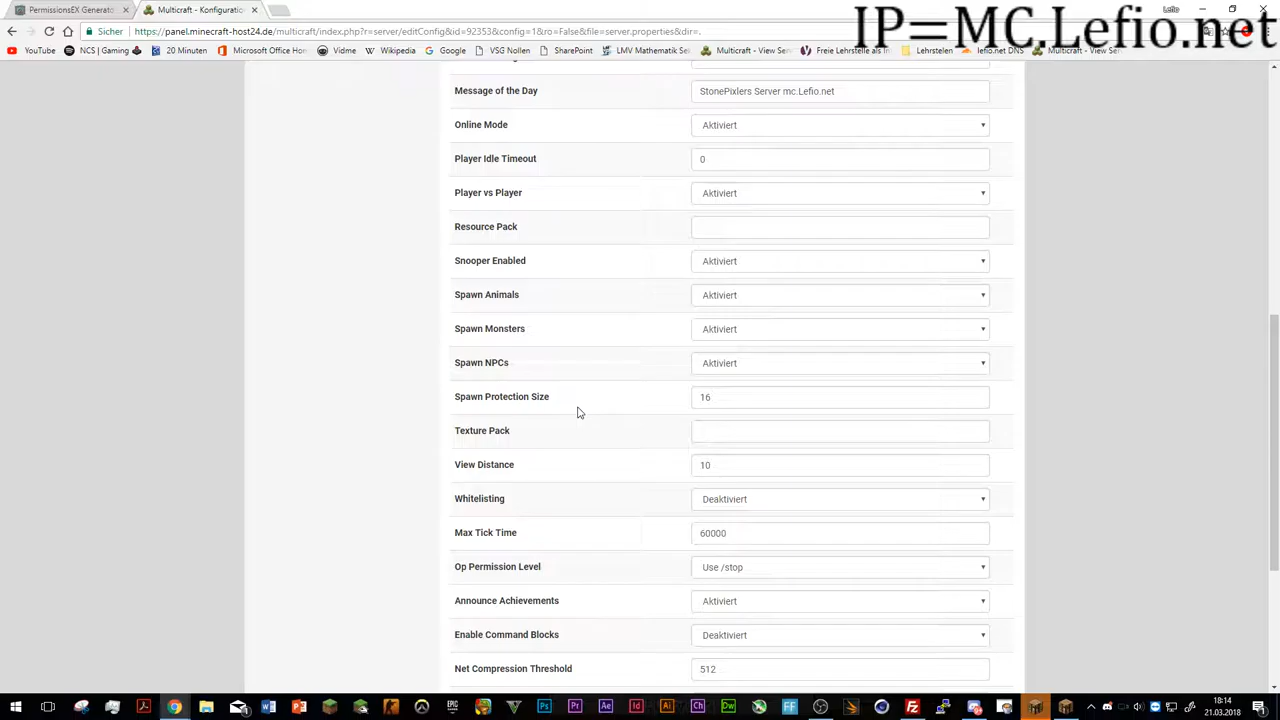 PermissionsEX Generato
Multicraft - Konfiguratio
Lefio
IP=MC.Lefio.net
Sicher
https://panel.minecraft-host24.de/multicraft/index.php?r=server/editConfig&id=92353&config=1&ro=False&file=server.properties&dir=.
YouTube
NCS | Gaming
20 Minuten
Microsoft Office Hom
Vidme
Wikipedia
Google
VSG Nollen
SharePoint
LMV Mathematik Sek
Multicraft - View Serv
Freie Lehrstellen
Lehrstelen
lefio.net DNS
Multicraft - View Serv
Message of the Day
StonePixlers Server mc.Lefio.net
Online Mode
Aktiviert
Player Idle Timeout
0
Player vs Player
Aktiviert
Resource Pack
Snooper Enabled
Aktiviert
Spawn Animals
Aktiviert
Spawn Monsters
Aktiviert
Spawn NPCs
Aktiviert
Spawn Protection Size
16
Texture Pack
View Distance
10
Whitelisting
Deaktiviert
Max Tick Time
60000
Op Permission Level
Use /stop
Announce Achievements
Aktiviert
Enable Command Blocks
Deaktiviert
Net Compression Threshold
512
18:14
21.03.2018